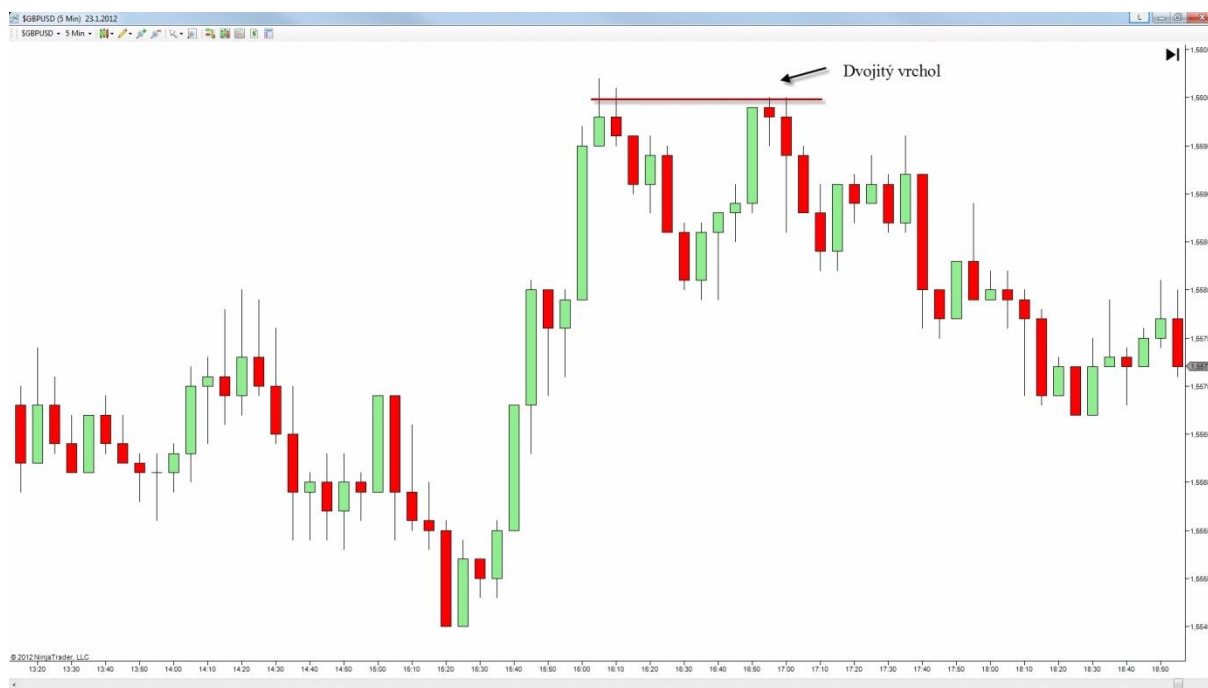 $GBPUSD (5 Min) 23.1.2012
L
$GBPUSD 5 Min
Dvojitý vrchol
© 2012 NinjaTrader, LLC
13:20 13:30 13:40 13:50 14:00 14:10 14:20 14:30 14:40 14:50 15:00 15:10 15:20 15:30 15:40 15:50 16:00 16:10 16:20 16:30 16:40 16:50 17:00 17:10 17:20 17:30 17:40 17:50 18:00 18:10 18:20 18:30 18:40 18:50